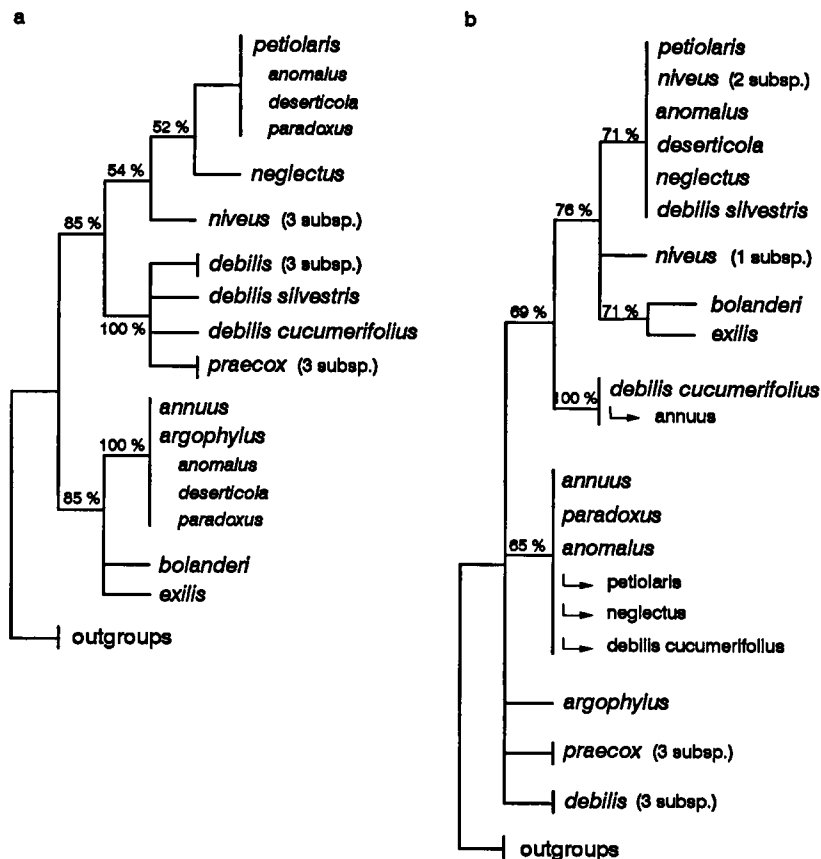 a
petiolaris
anomalus
deserticola
paradoxus
52 %
neglectus
54 %
niveus (3 subsp.)
85 %
debilis (3 subsp.)
debilis silvestris
debilis cucumerifolius
100 %
praecox (3 subsp.)
annuus
argophylus
100 %
anomalus
deserticola
paradoxus
85 %
bolanderi
exilis
outgroups
b
petiolaris
niveus (2 subsp.)
anomalus
71 %
deserticola
neglectus
debilis silvestris
76 %
niveus (1 subsp.)
bolanderi
71 %
exilis
69 %
debilis cucumerifolius
100 %
annuus
annuus
paradoxus
65 %
anomalus
petiolaris
neglectus
debilis cucumerifolius
argophylus
praecox (3 subsp.)
debilis (3 subsp.)
outgroups